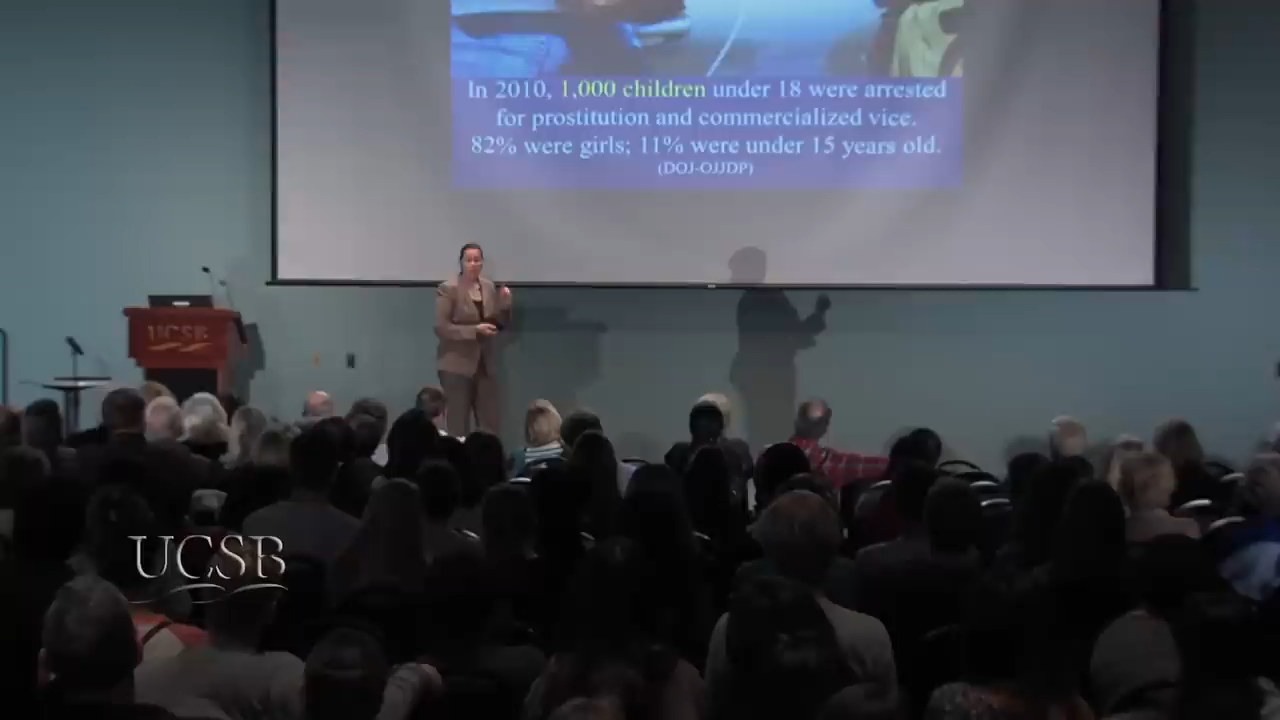 In 2010, 1,000 children under 18 were arrested
for prostitution and commercialized vice.
82% were girls; 11% were under 15 years old.
(DOJ-OJJDP)
UCSB
UCSB